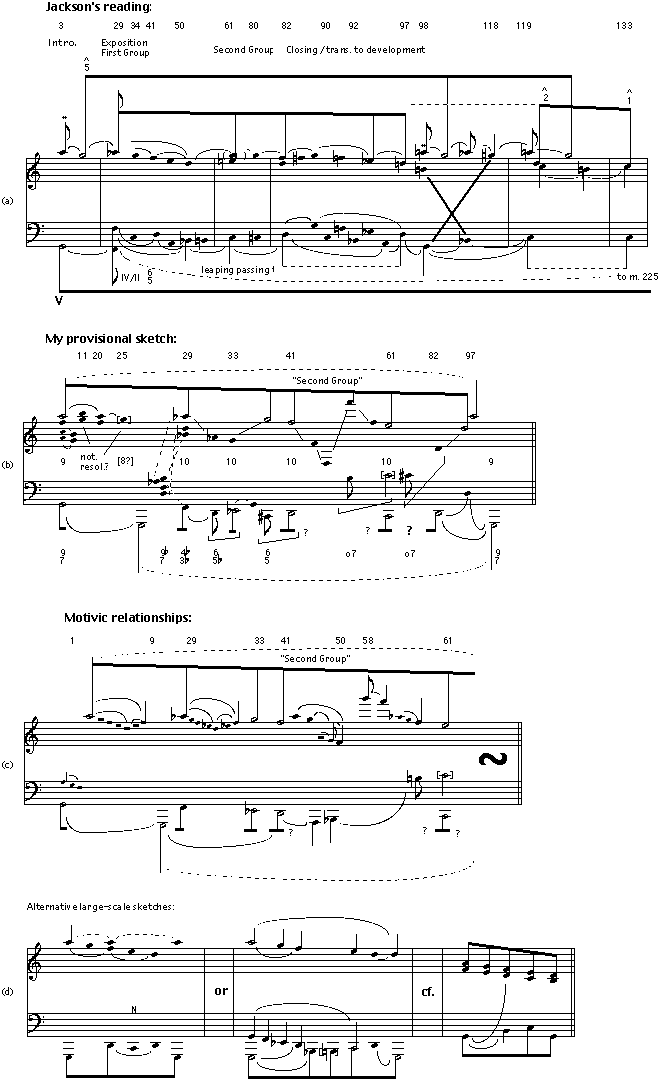 Jackson's reading:
3 29 34 41 50 61 80 82 90 92 97 98 118 119 133
Intro. Exposition
First Group Second Group Closing / trans. to development
^ 5
^ 2 ^ 1
(a)
IV/II 6 5 leaping passing t
to m. 225
V
My provisional sketch:
11 20 25 29 33 41 61 82 97
"Second Group"
not.
resol.?
9 [8?] 10 10 10 10 9
(b)
? ? ? 
9 7 9♭ 7 4♭ 3♭ 6 5♭ 6 5 o7 o7 9 7
?
Motivic relationships:
1 9 29 33 41 50 58 61
"Second Group"
(c)
? ? ?
Alternative large-scale sketches:
(d)
or cf.
N